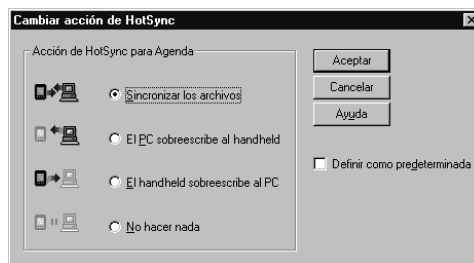 Cambiar acción de HotSync
Acción de HotSync para Agenda
Sincronizar los archivos
El PC sobreescribe al handheld
El handheld sobreescribe al PC
No hacer nada
Aceptar
Cancelar
Ayuda
Definir como predeterminada